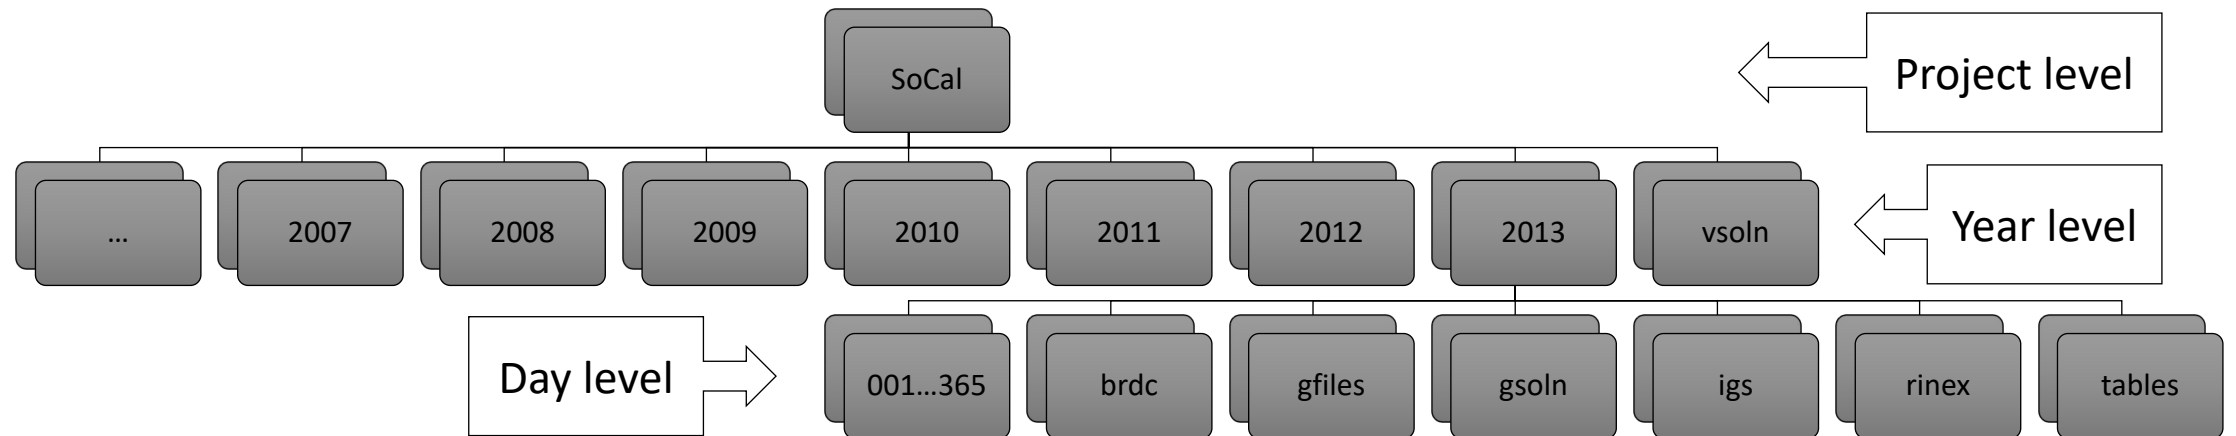 SoCal
Project level
...
2007
2008
2009
2010
2011
2012
2013
vsoln
Year level
Day level
001...365
brdc
gfiles
gsoln
igs
rinex
tables